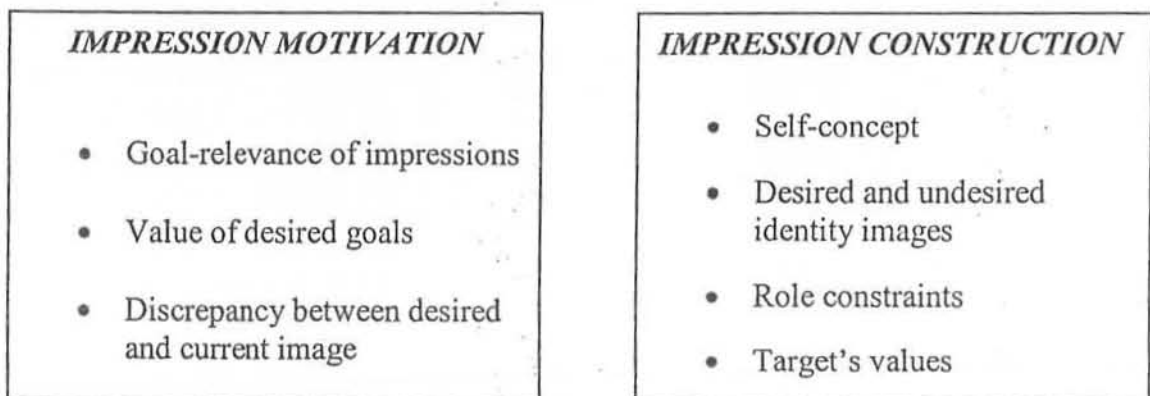 IMPRESSION MOTIVATION
• Goal-relevance of impressions
• Value of desired goals
• Discrepancy between desired
and current image
IMPRESSION CONSTRUCTION
• Self-concept
• Desired and undesired
identity images
• Role constraints
• Target's values